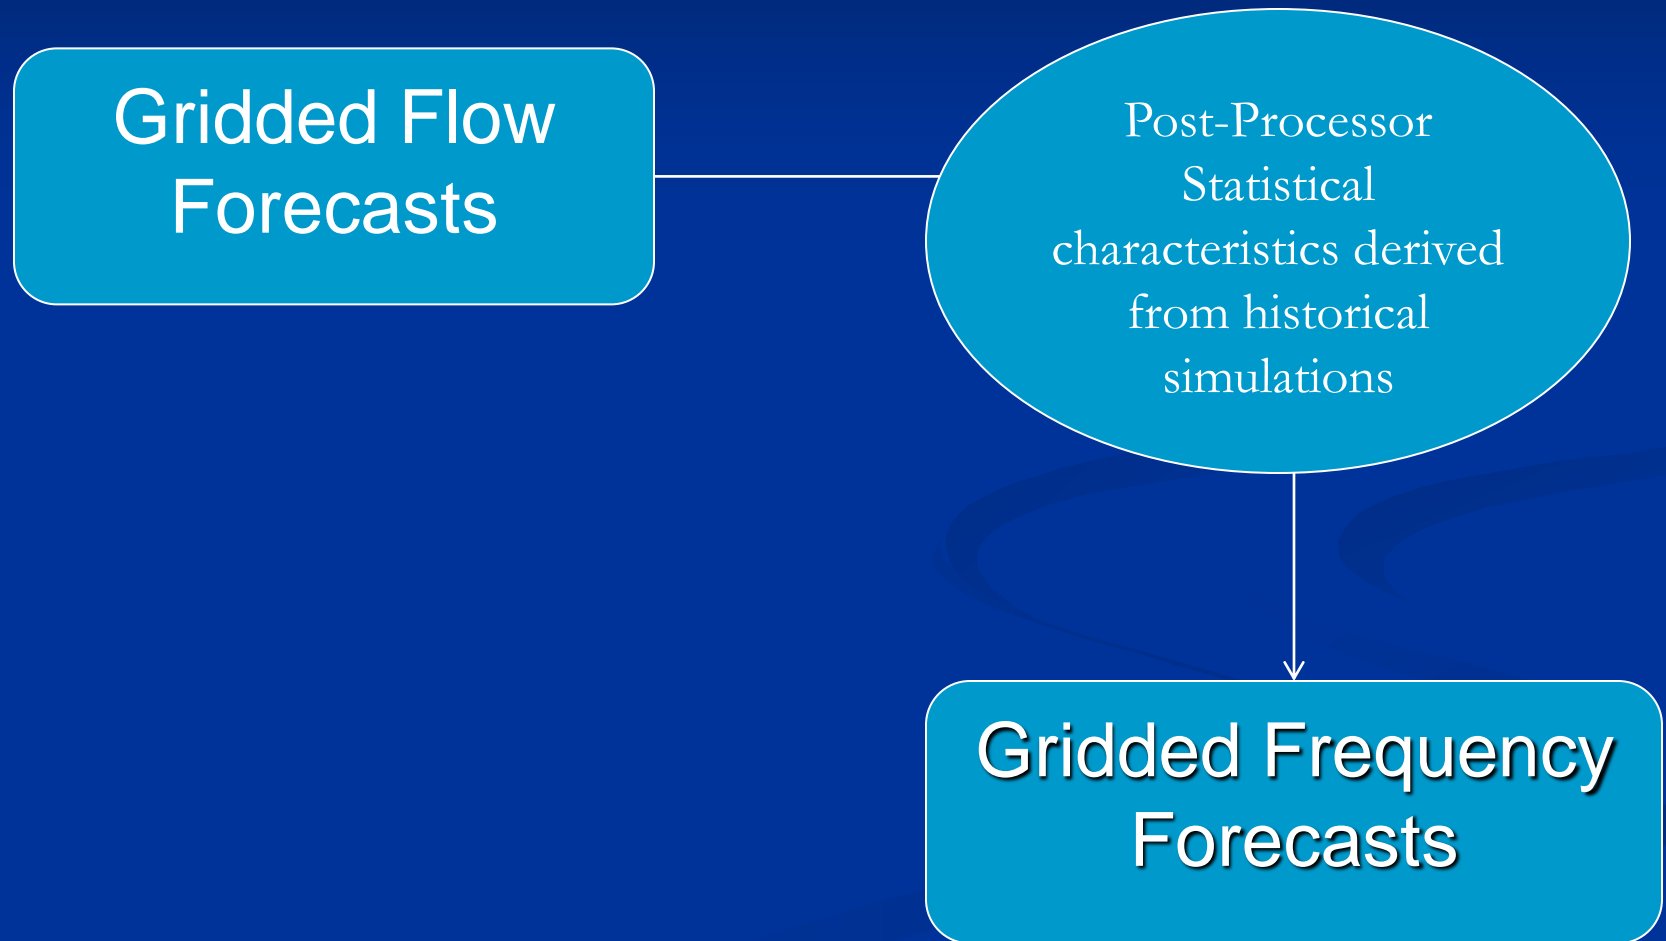 Gridded Flow
Forecasts
Post-Processor
Statistical
characteristics derived
from historical
simulations
Gridded Frequency
Forecasts